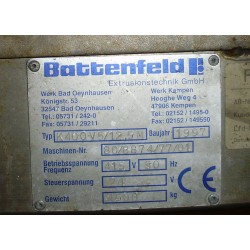 Battenfeld
Extrusionstechnik GmbH
Werk Bad Oeynhausen Werk Kempen
Königstr. 53 Hooghe Weg 4
32547 Bad Oeynhausen 47906 Kempen
Tel.: 05731 / 242-0 Tel.: 02152 / 1495-0
Fax: 05731 / 29211 Fax: 02152 / 149550
Typ Baujahr 1997
Maschinen-Nr.
Betriebsspannung 415 V Hz
Frequenz
Steuerspannung
Gewicht